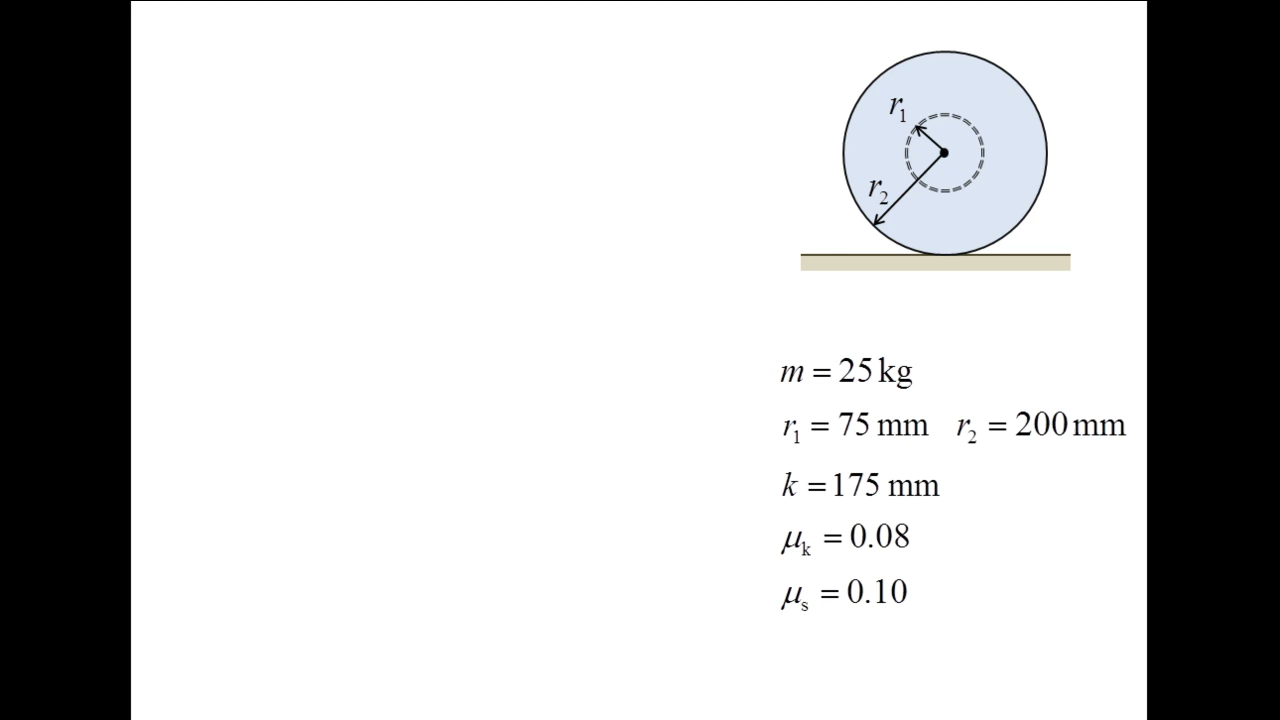 r₁
r₂
m = 25 kg
r₁ = 75 mm r₂ = 200 mm
k = 175 mm
μₖ = 0.08
μₛ = 0.10